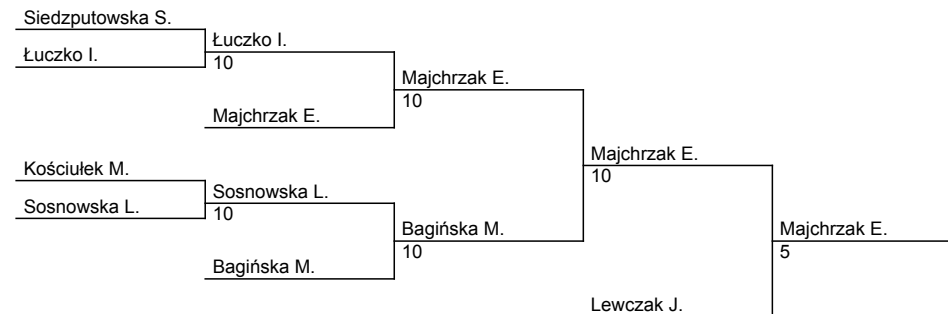 Siedzputowska S.
Łuczko I.
Łuczko I.
10
Majchrzak E.
10
Majchrzak E.
Majchrzak E.
10
Kościułek M.
Sosnowska L.
10
Sosnowska L.
Majchrzak E.
5
Bagińska M.
10
Bagińska M.
Lewczak J.